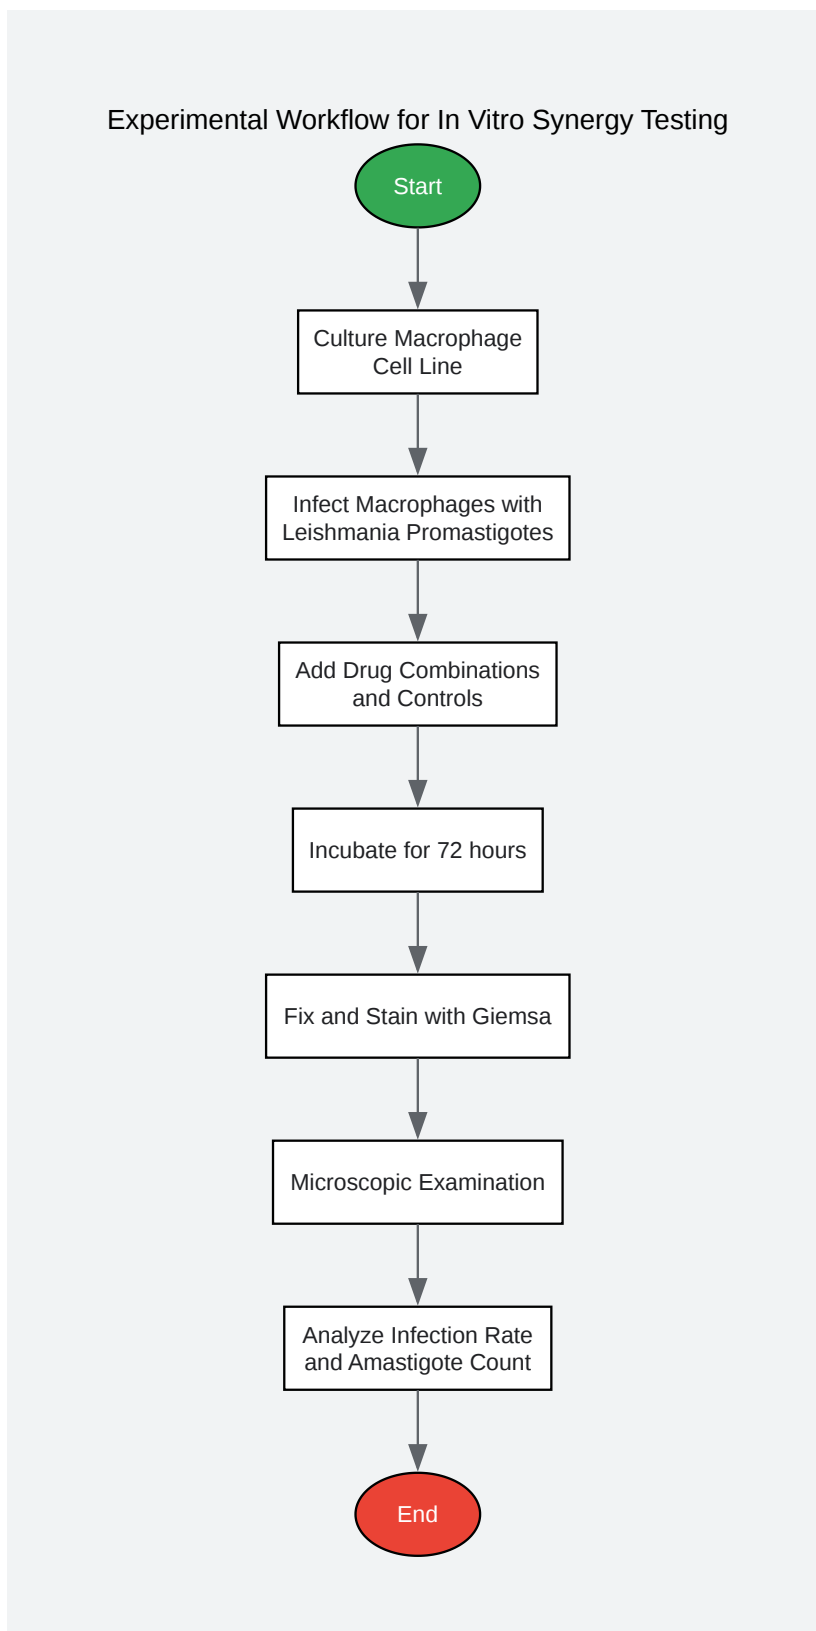 Experimental Workflow for In Vitro Synergy Testing
Start
Culture Macrophage
Cell Line
Infect Macrophages with
Leishmania Promastigotes
Add Drug Combinations
and Controls
Incubate for 72 hours
Fix and Stain with Giemsa
Microscopic Examination
Analyze Infection Rate
and Amastigote Count
End